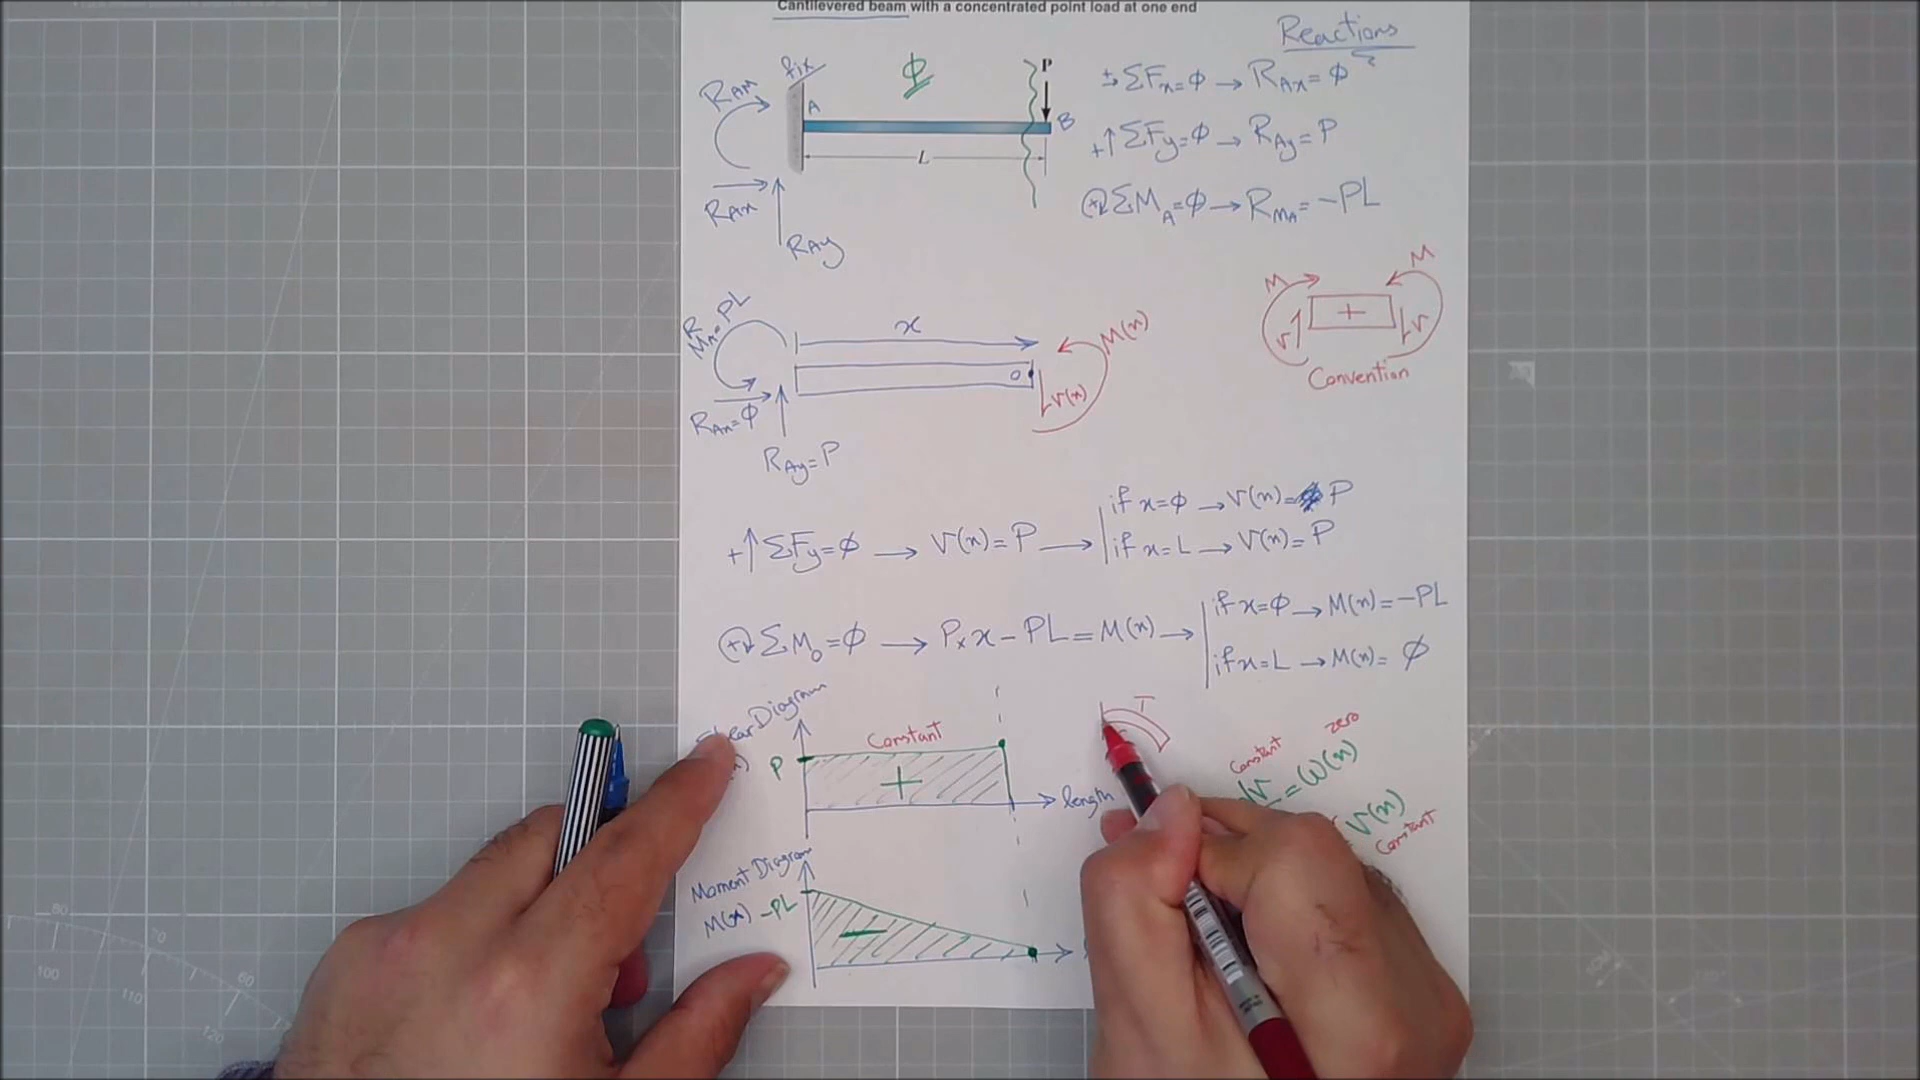 Cantilevered beam with a concentrated point load at one end
Reactions
fix
ϕ
P
RAM
A
B
L
RAx
RAy
+→ ΣFx=ϕ → RAx=ϕ
+↑ ΣFy=ϕ → RAy=P
+ ΣMA=ϕ → RMA=-PL
RMA=PL
x
M(x)
O
V(x)
RAx=ϕ
RAy=P
M M
V + V
Convention
+↑ ΣFy=ϕ → V(x)=P →
if x=ϕ → V(x)= P
if x=L → V(x)=P
+ ΣMo=ϕ → P×x-PL=M(x) →
if x=ϕ → M(x)=-PL
if x=L → M(x)=ϕ
Diagram
P
Constant
+
length
T
Constant
zero
=ω(x)
V(x)
Constant
Moment Diagram
M(x) -PL
−